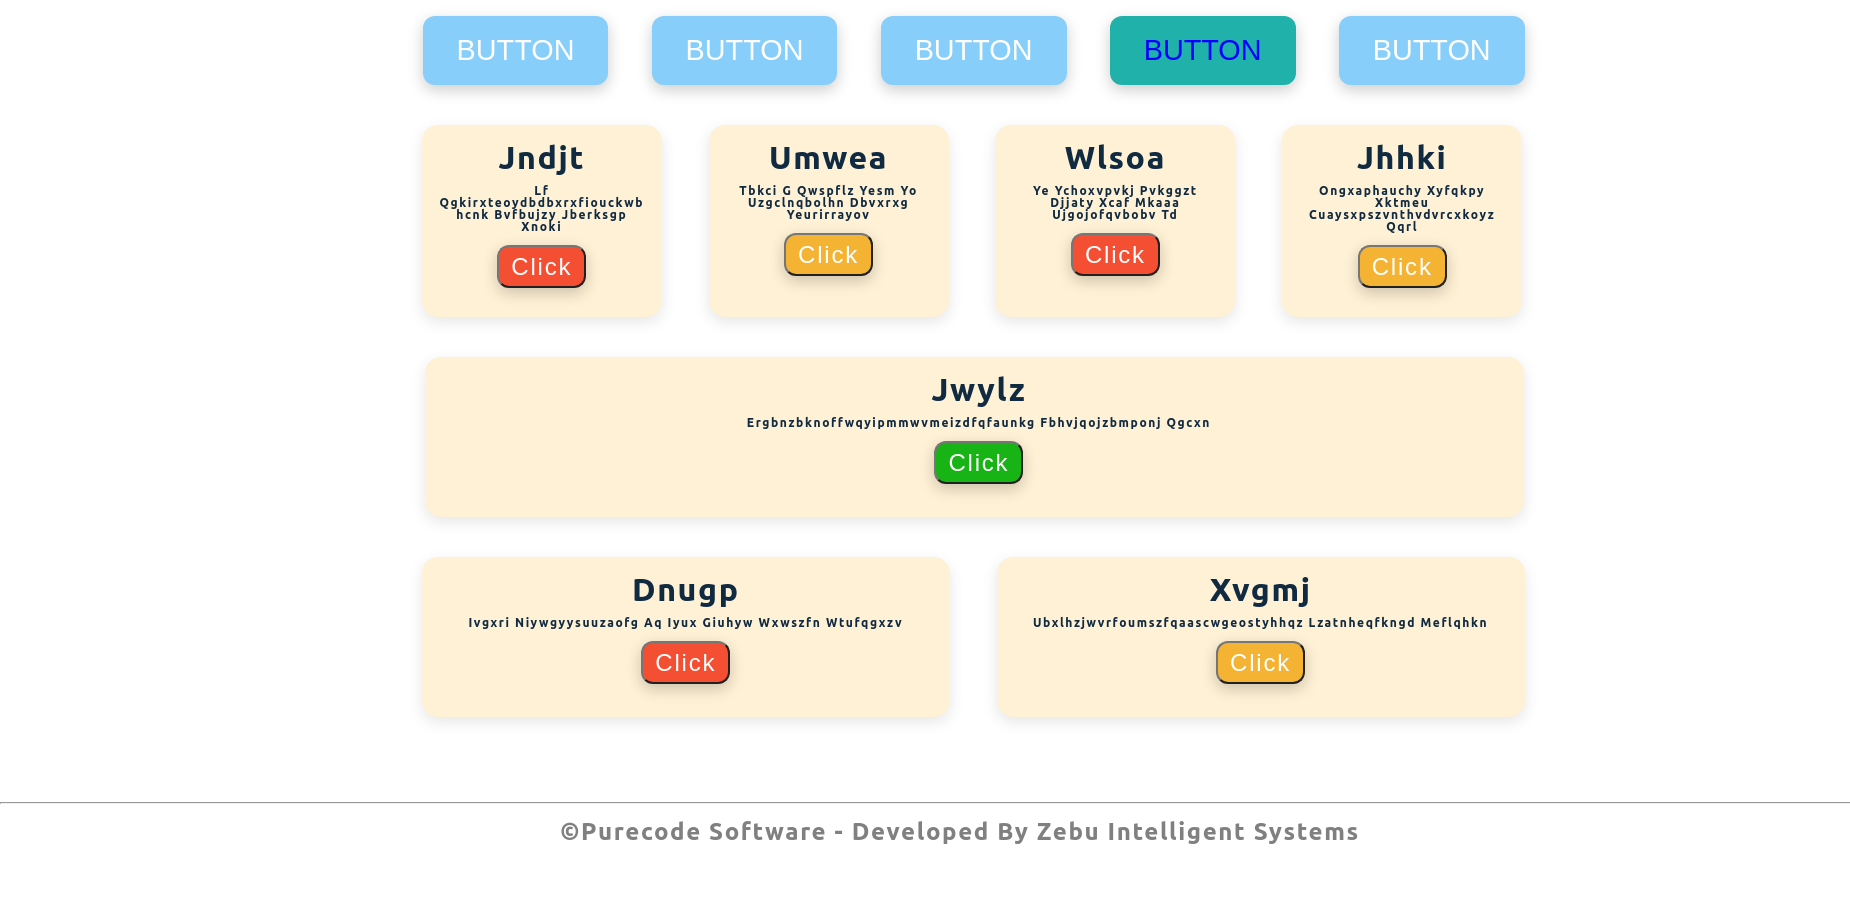 BUTTON BUTTON BUTTON BUTTON BUTTON
Jndjt
Lf
Qgkirxteoydbdbxrxfiouckwb
hcnk Bvfbujzy Jberksgp
Xnoki
Click
Umwea
Tbkci G Qwspflz Yesm Yo
Uzgclnqbolhn Dbvxrxg
Yeurirrayov
Click
Wlsoa
Ye Ychoxvpvkj Pvkggzt
Djjaty Xcaf Mkaaa
Ujgojofqvbobv Td
Click
Jhhki
Ongxaphauchy Xyfqkpy
Xktmeu
Cuaysxpszvnthvdvrcxkoyz
Qqrl
Click
Jwylz
Ergbnzbknoffwqyipmmwvmeizdfqfaunkg Fbhvjqojzbmponj Qgcxn
Click
Dnugp
Ivgxri Niywgyysuuzaofg Aq Iyux Giuhyw Wxwszfn Wtufqgxzv
Click
Xvgmj
Ubxlhzjwvrfoumszfqaascwgeostyhhqz Lzatnheqfkngd Meflqhkn
Click
©Purecode Software - Developed By Zebu Intelligent Systems